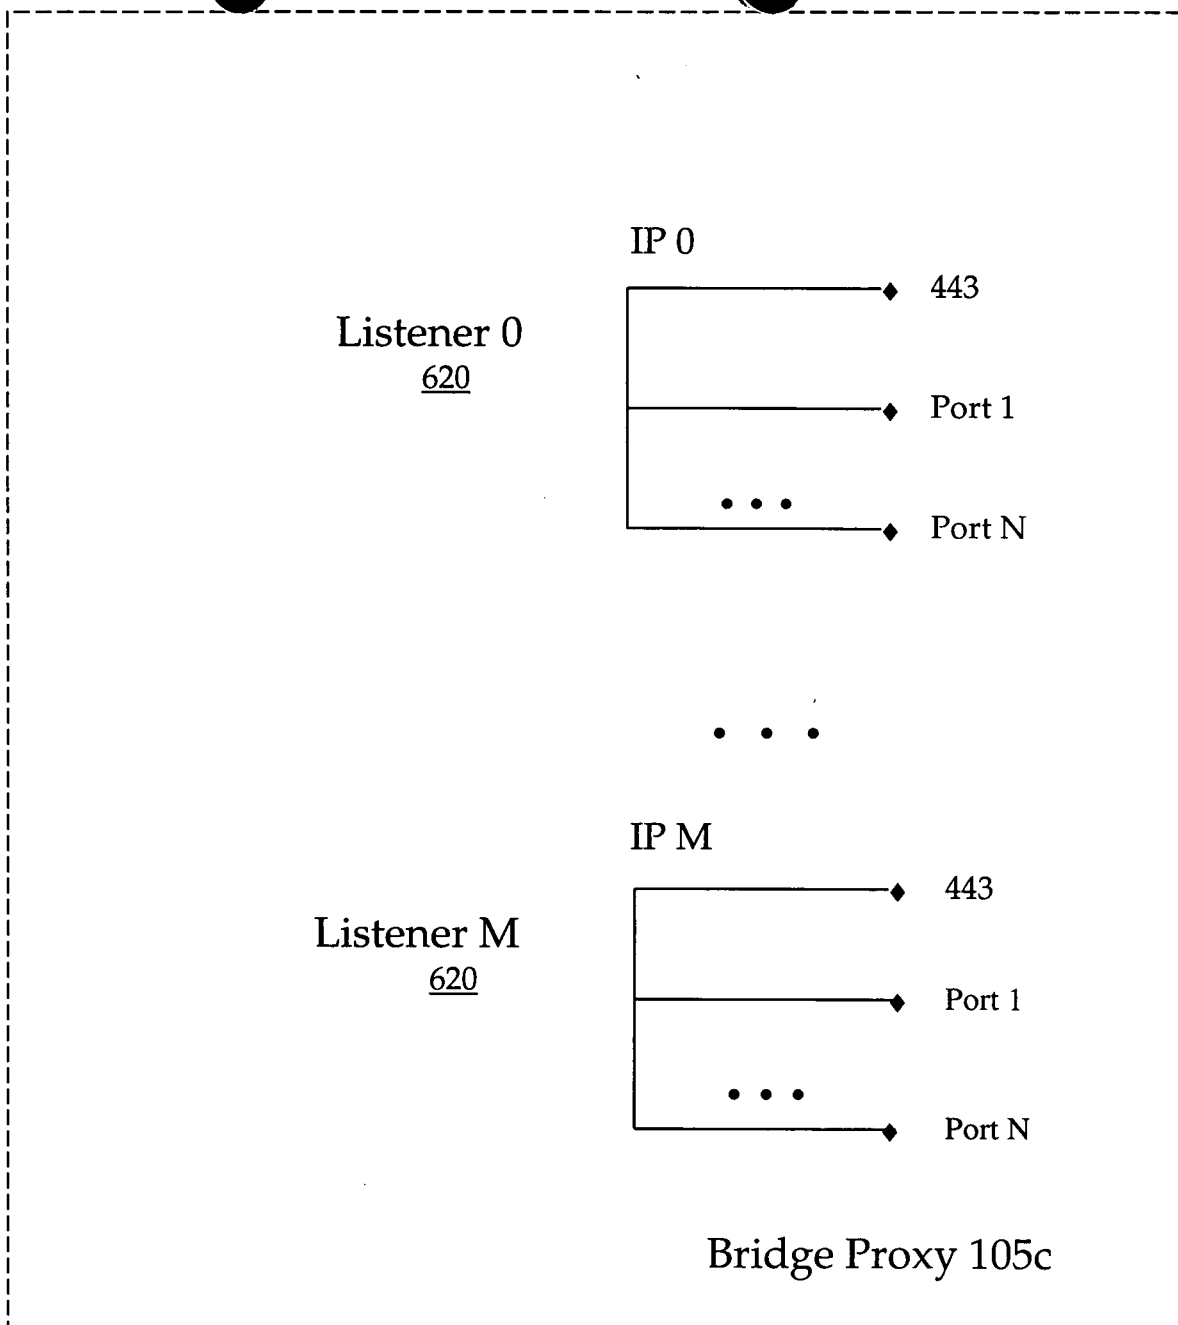 IP 0
443
Listener 0
620
Port 1
Port N
IP M
443
Listener M
620
Port 1
Port N
Bridge Proxy 105c